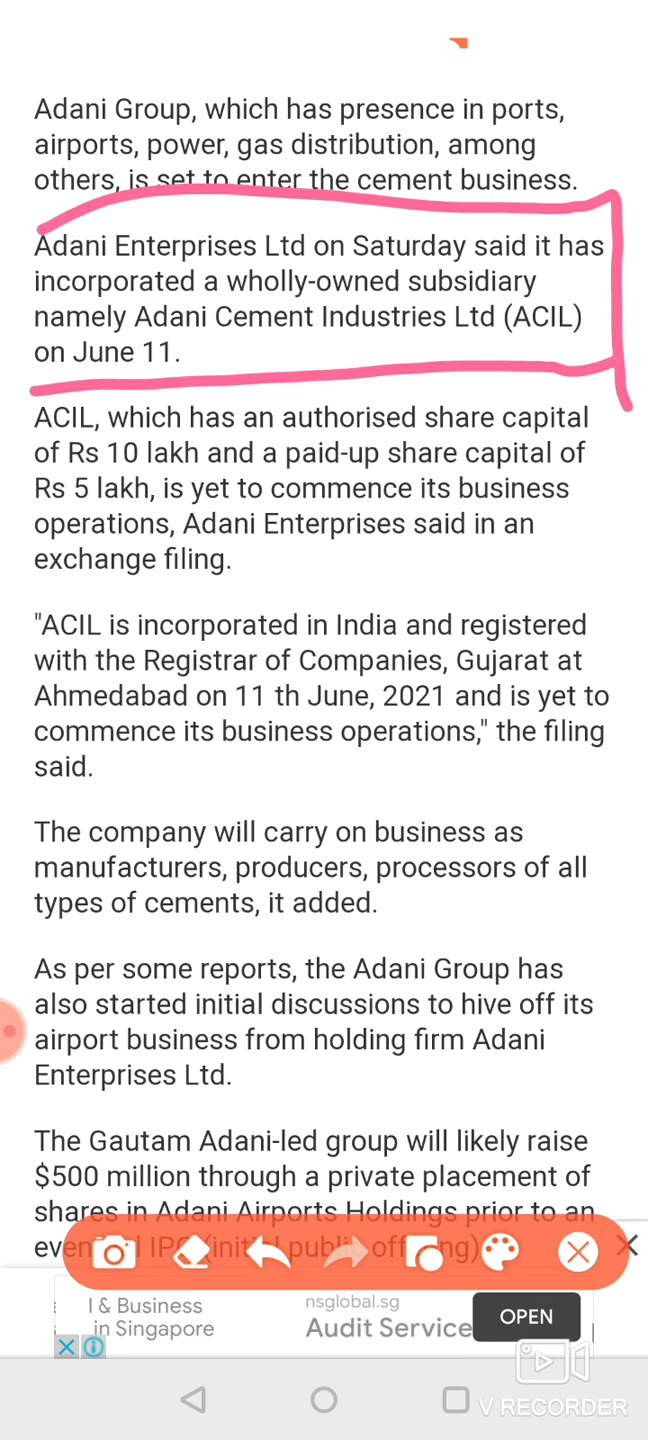 Adani Group, which has presence in ports,
airports, power, gas distribution, among
others, is set to enter the cement business.
Adani Enterprises Ltd on Saturday said it has
incorporated a wholly-owned subsidiary
namely Adani Cement Industries Ltd (ACIL)
on June 11.
ACIL, which has an authorised share capital
of Rs 10 lakh and a paid-up share capital of
Rs 5 lakh, is yet to commence its business
operations, Adani Enterprises said in an
exchange filing.
"ACIL is incorporated in India and registered
with the Registrar of Companies, Gujarat at
Ahmedabad on 11 th June, 2021 and is yet to
commence its business operations," the filing
said.
The company will carry on business as
manufacturers, producers, processors of all
types of cements, it added.
As per some reports, the Adani Group has
also started initial discussions to hive off its
airport business from holding firm Adani
Enterprises Ltd.
The Gautam Adani-led group will likely raise
$500 million through a private placement of
shares in Adani Airports Holdings prior to an
IPO
l & Business
in Singapore
nsglobal.sg
Audit Service
OPEN
V RECORDER